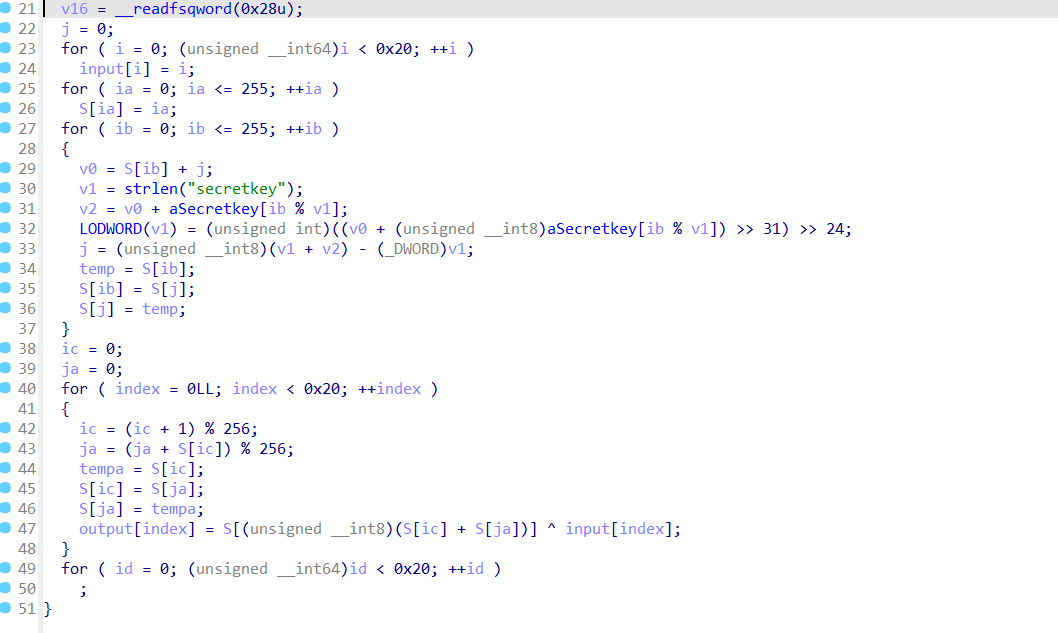 21 v16 = __readfsqword(0x28u);
22 j = 0;
23 for ( i = 0; (unsigned __int64)i < 0x20; ++i )
24 input[i] = i;
25 for ( ia = 0; ia <= 255; ++ia )
26 S[ia] = ia;
27 for ( ib = 0; ib <= 255; ++ib )
28 {
29 v0 = S[ib] + j;
30 v1 = strlen("secretkey");
31 v2 = v0 + aSecretkey[ib % v1];
32 LODWORD(v1) = (unsigned int)((v0 + (unsigned __int8)aSecretkey[ib % v1]) >> 31) >> 24;
33 j = (unsigned __int8)(v1 + v2) - (_DWORD)v1;
34 temp = S[ib];
35 S[ib] = S[j];
36 S[j] = temp;
37 }
38 ic = 0;
39 ja = 0;
40 for ( index = 0LL; index < 0x20; ++index )
41 {
42 ic = (ic + 1) % 256;
43 ja = (ja + S[ic]) % 256;
44 tempa = S[ic];
45 S[ic] = S[ja];
46 S[ja] = tempa;
47 output[index] = S[(unsigned __int8)(S[ic] + S[ja])] ^ input[index];
48 }
49 for ( id = 0; (unsigned __int64)id < 0x20; ++id )
50 ;
51 }